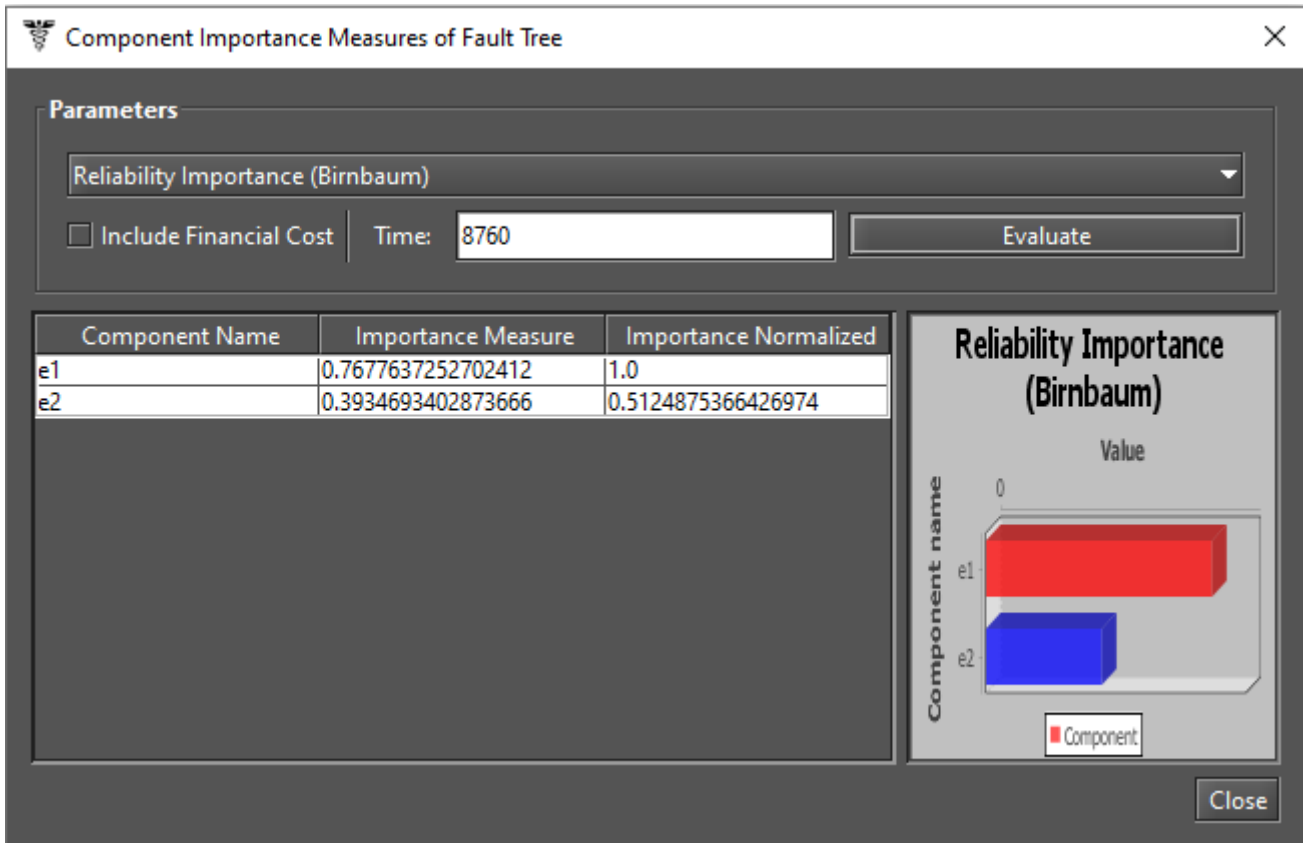 Component Importance Measures of Fault Tree
Parameters
Reliability Importance (Birnbaum)
Include Financial Cost Time: 8760 Evaluate
Component Name Importance Measure Importance Normalized
e1 0.7677637252702412 1.0
e2 0.3934693402873666 0.5124875366426974
Reliability Importance
(Birnbaum)
Value
0
Component name
e1
e2
Component
Close